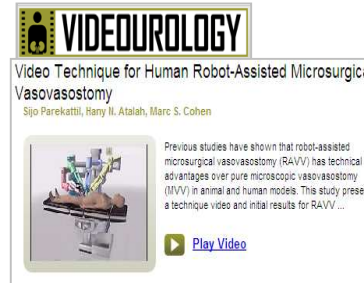 VIDEOUROLOGY
Video Technique for Human Robot-Assisted Microsurgica
Vasovasostomy
Sijo Parekattil, Hany N. Atalah, Marc S. Cohen
Previous studies have shown that robot-assisted
microsurgical vasovasostomy (RAVV) has technical
advantages over pure microscopic vasovasostomy
(MVV) in animal and human models. This study prese
a technique video and initial results for RAVV ...
Play Video